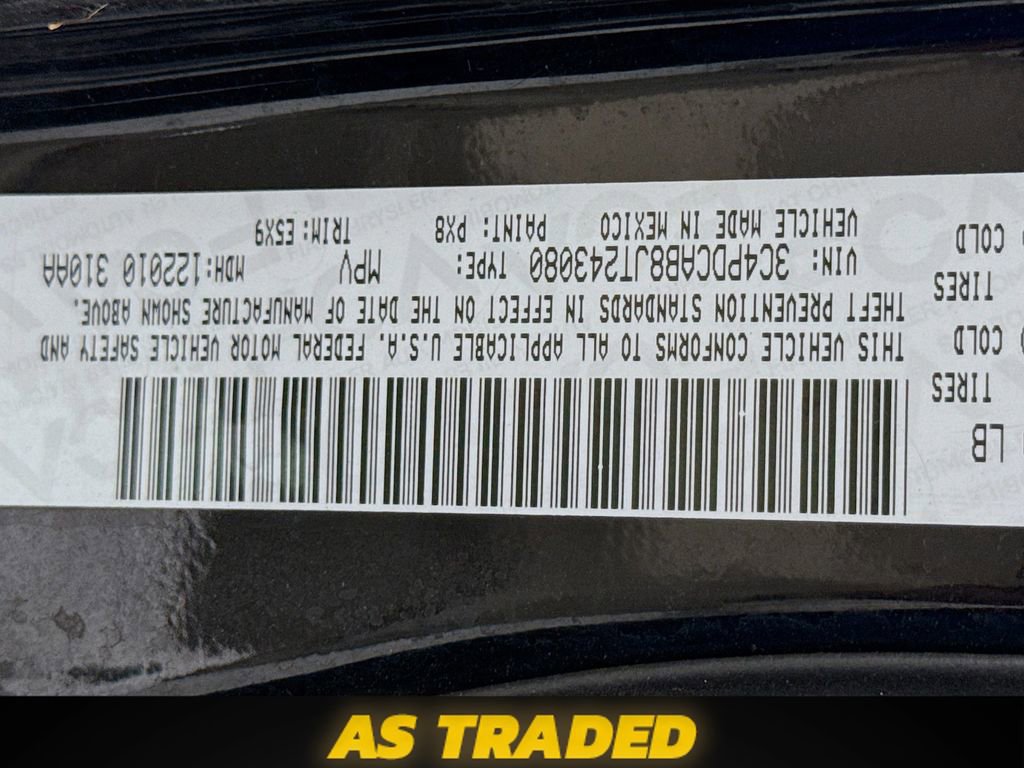 LB
TIRES
COLD
TIRES
COLD
THIS VEHICLE CONFORMS TO ALL APPLICABLE U.S.A. FEDERAL MOTOR VEHICLE SAFETY AND
THEFT PREVENTION STANDARDS IN EFFECT ON THE DATE OF MANUFACTURE SHOWN ABOVE.
VIN: 3C4PDCAB8JT243080 TYPE: MPV MDH: 122010 310AA
VEHICLE MADE IN MEXICO PAINT: PX8 TRIM: E5X9
AS TRADED